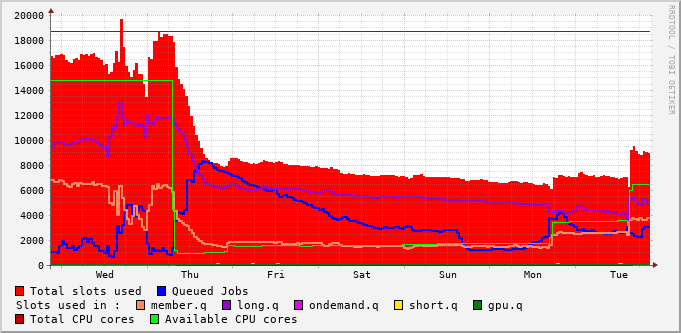 20000
18000
16000
14000
12000
10000
8000
6000
4000
2000
0
Wed Thu Fri Sat Sun Mon Tue
RRDTOOL / TOBI OETIKER
Total slots used Queued Jobs
Slots used in : member.q long.q ondemand.q short.q gpu.q
Total CPU cores Available CPU cores